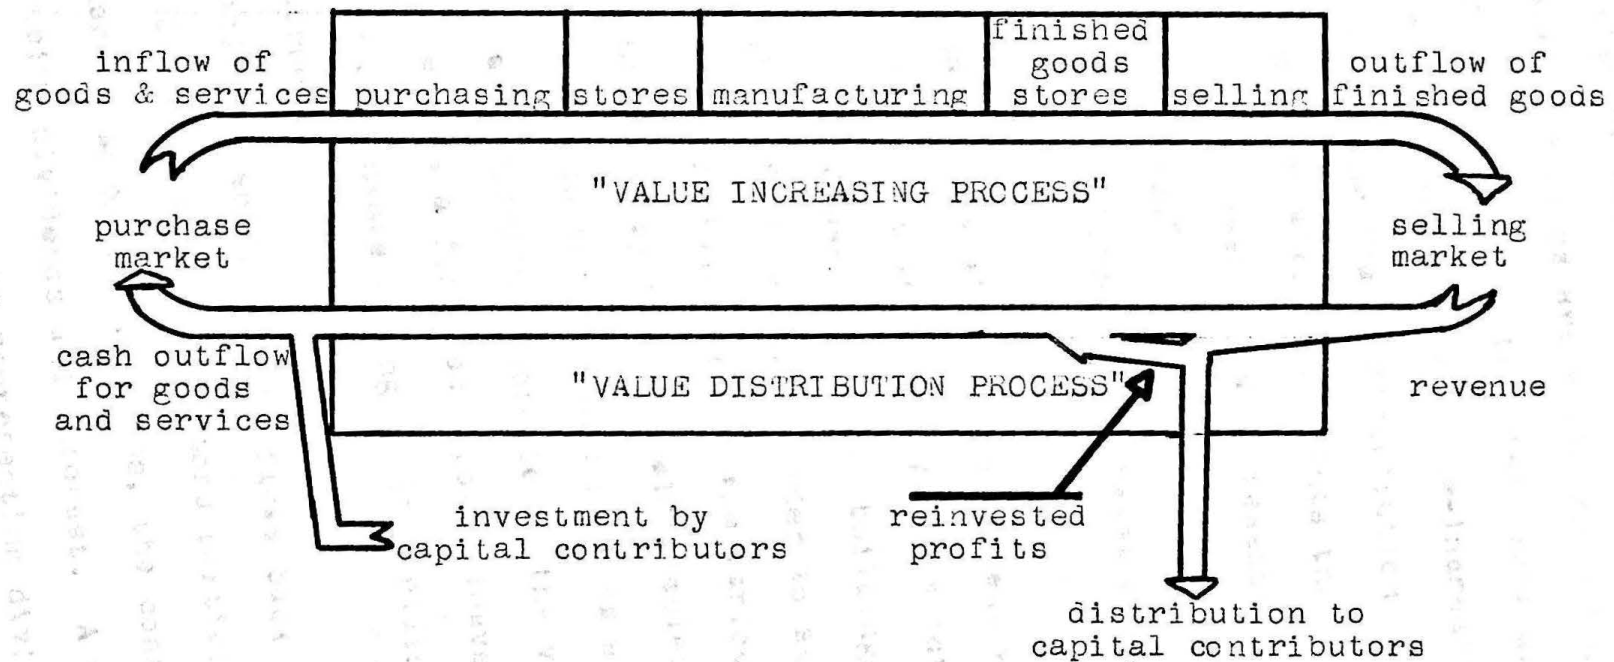 inflow of
goods & services
purchasing
stores
manufacturing
finished
goods
stores
selling
outflow of
finished goods
"VALUE INCREASING PROCESS"
purchase
market
selling
market
cash outflow
for goods
and services
"VALUE DISTRIBUTION PROCESS"
revenue
investment by
capital contributors
reinvested
profits
distribution to
capital contributors